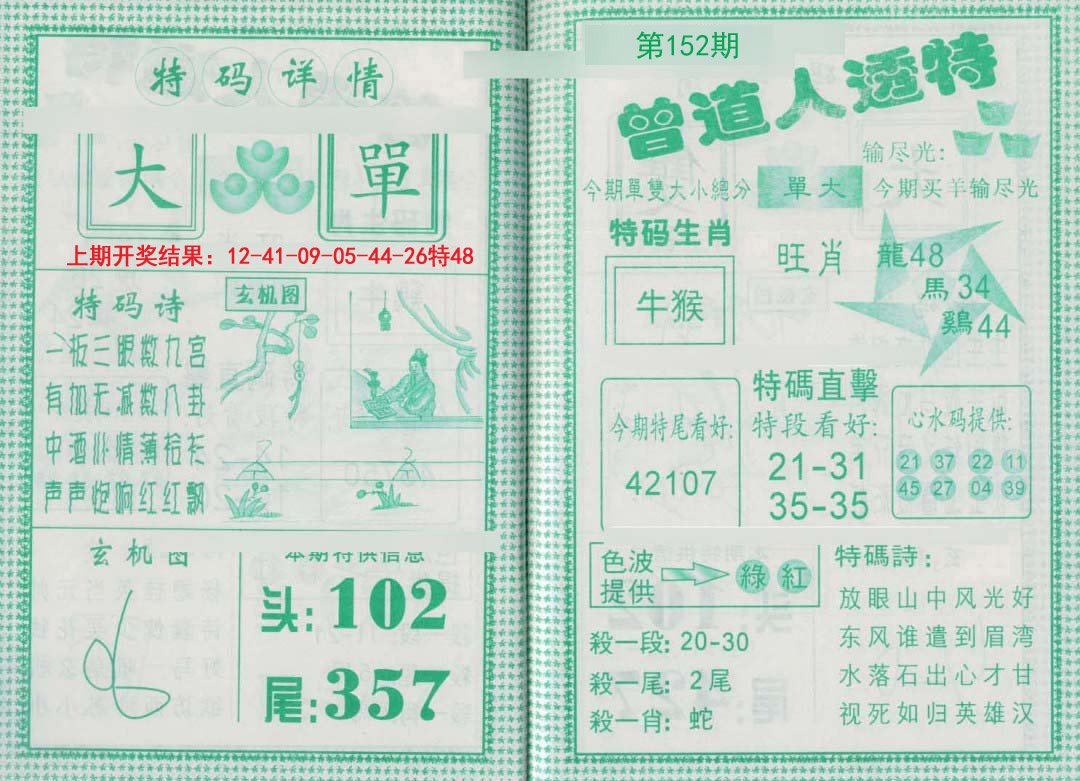 特码详情
大 單
上期开奖结果：12-41-09-05-44-26特48
特码诗
玄机图
一板三眼数九宫
有加无减数八卦
中酒心情薄袷衫
声声炮响红红飘
玄机图
本期特供信息
头:102
尾:357
第152期
曾道人透特
输尽光:
今期單雙大小總分 單大 今期买羊输尽光
特码生肖
牛猴
旺肖
龍48
馬34
鷄44
今期特尾看好:
42107
特碼直擊
特段看好:
21-31
35-35
心水码提供:
21 37 22 11
45 27 04 39
色波提供 綠 紅
殺一段: 20-30
殺一尾: 2尾
殺一肖: 蛇
特碼詩:
放眼山中风光好
东风谁遣到眉湾
水落石出心才甘
视死如归英雄汉